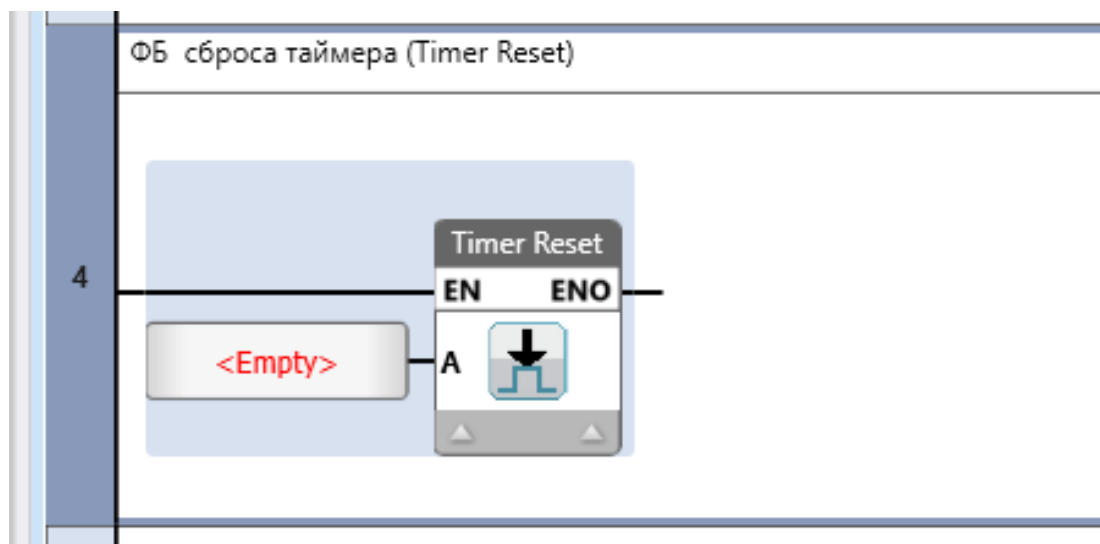 ФБ сброса таймера (Timer Reset)
Timer Reset
4
EN ENO
<Empty>
A